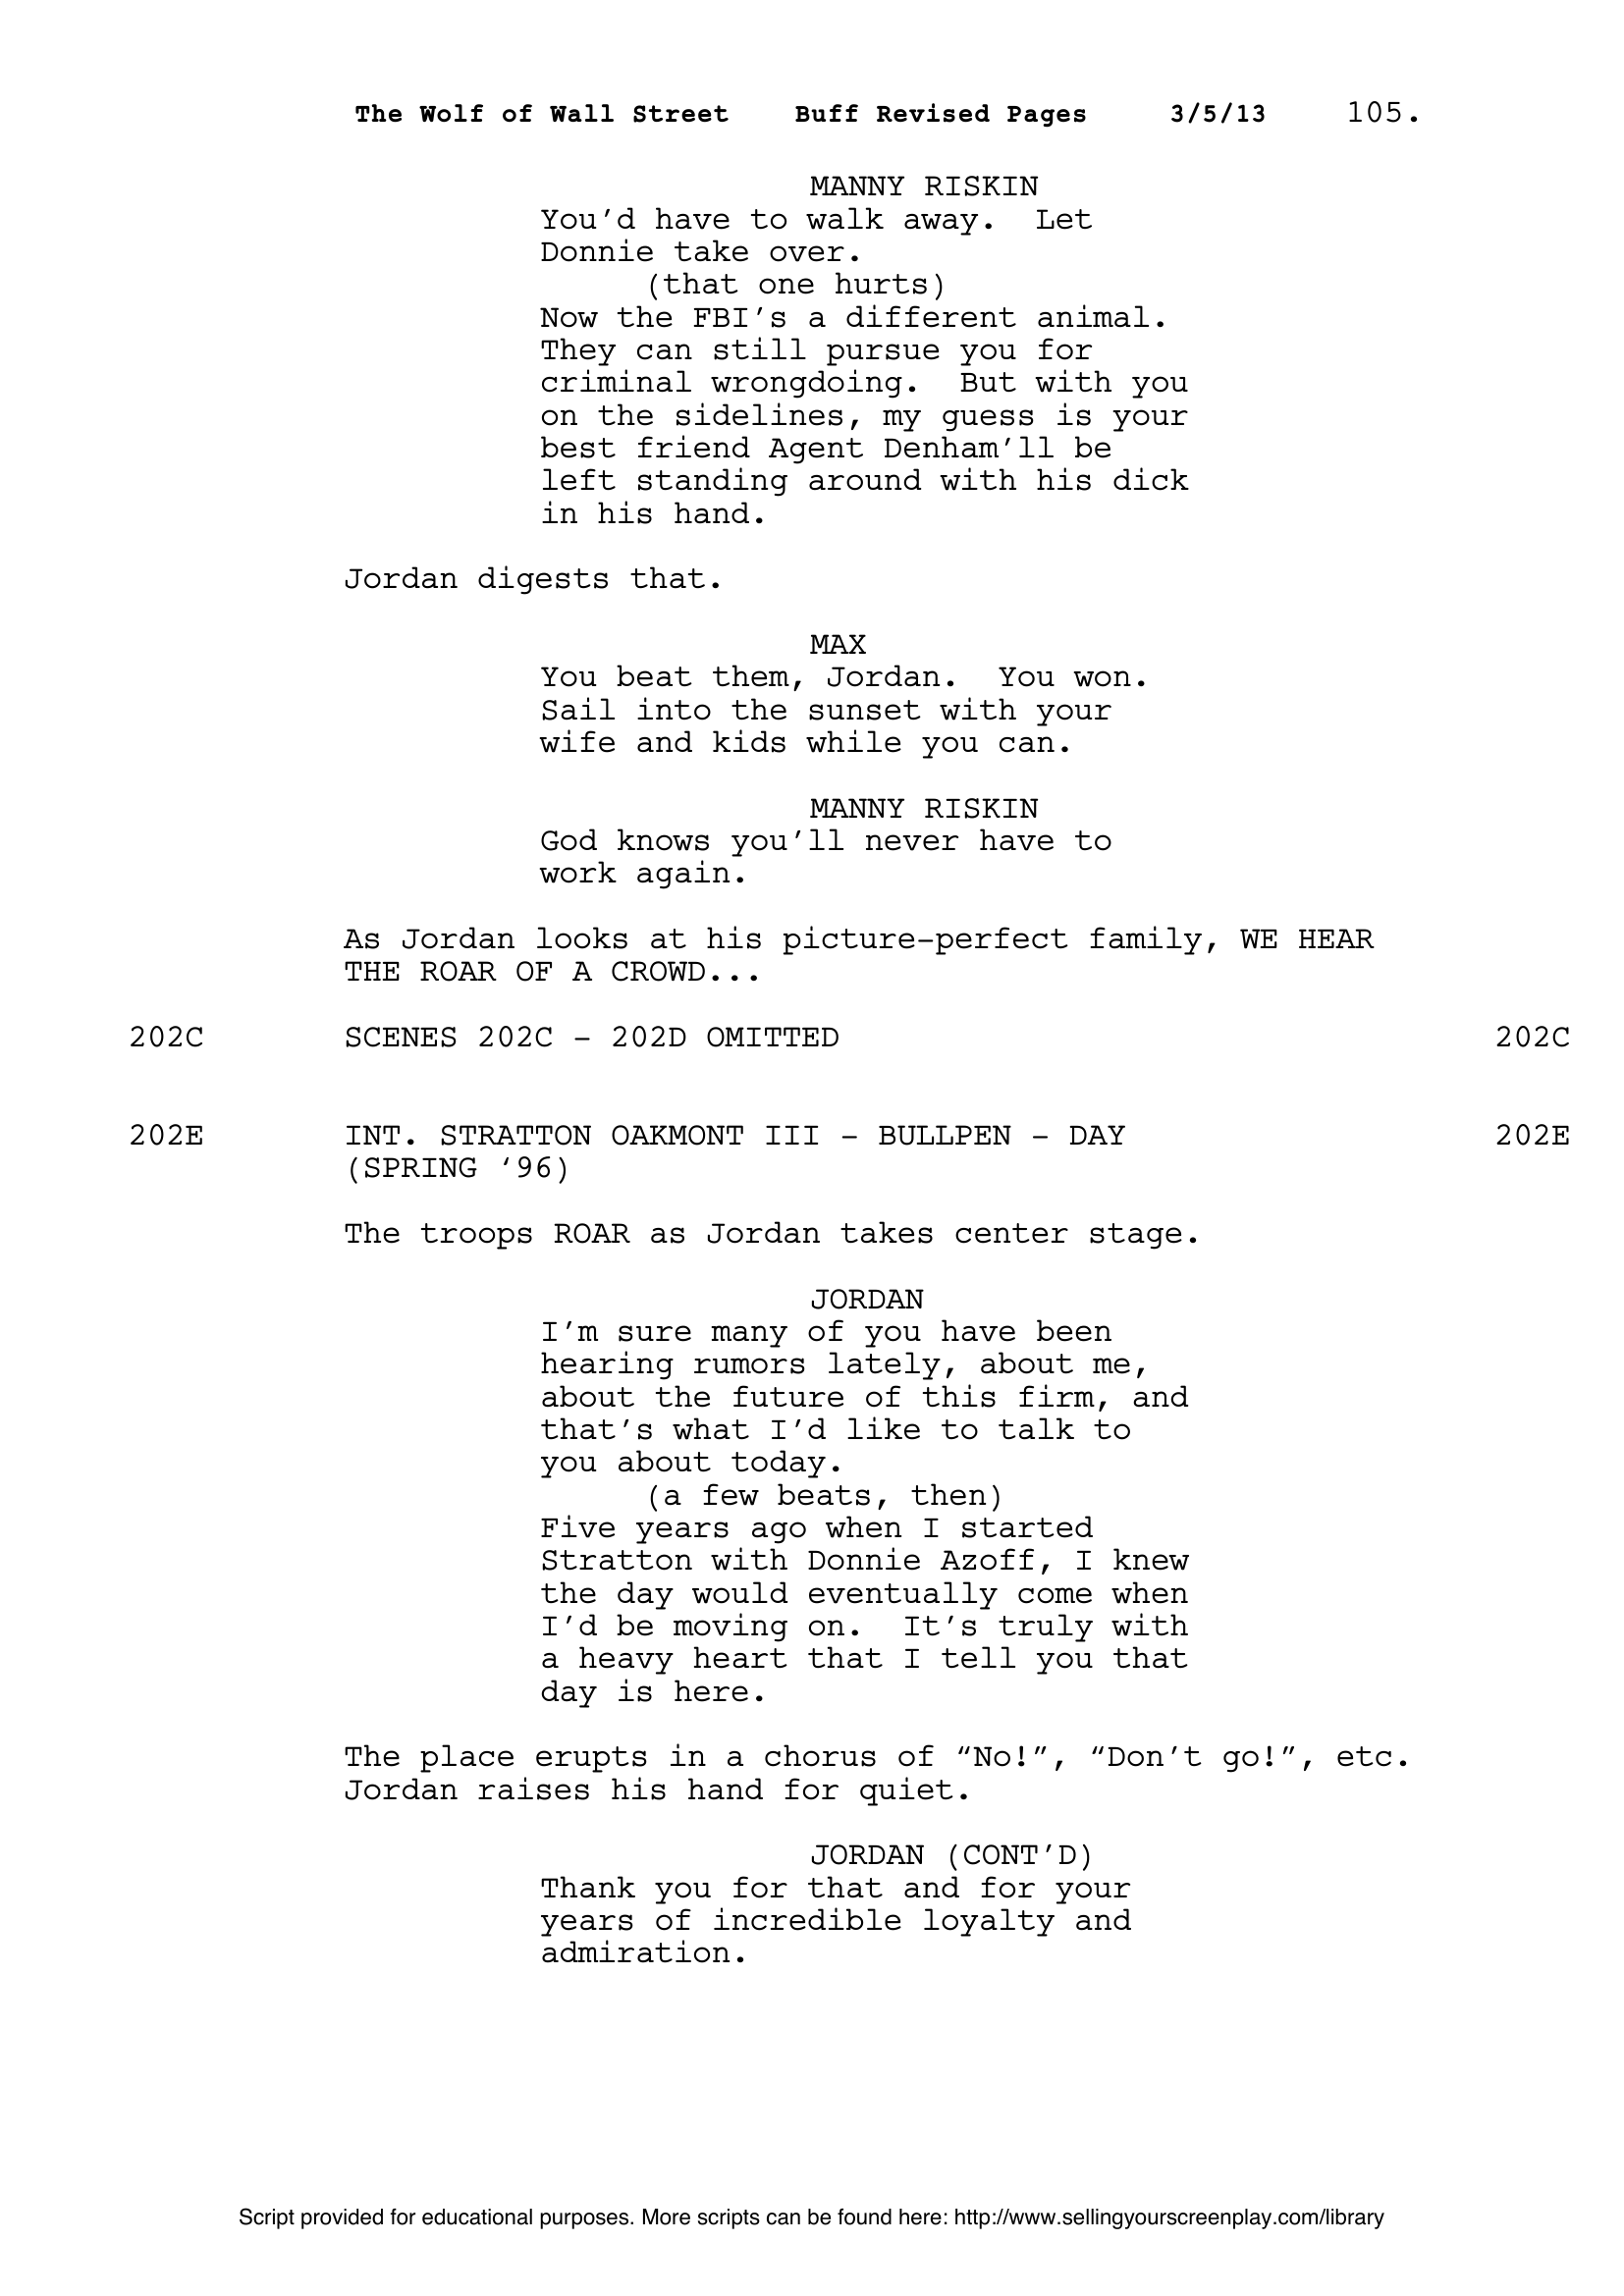 The Wolf of Wall Street    Buff Revised Pages     3/5/13     105.
MANNY RISKIN
You’d have to walk away.  Let
Donnie take over.
(that one hurts)
Now the FBI’s a different animal.
They can still pursue you for
criminal wrongdoing.  But with you
on the sidelines, my guess is your
best friend Agent Denham’ll be
left standing around with his dick
in his hand.
Jordan digests that.
MAX
You beat them, Jordan.  You won.
Sail into the sunset with your
wife and kids while you can.
MANNY RISKIN
God knows you’ll never have to
work again.
As Jordan looks at his picture-perfect family, WE HEAR
THE ROAR OF A CROWD...
202C SCENES 202C - 202D OMITTED 202C
202E INT. STRATTON OAKMONT III - BULLPEN - DAY 202E
(SPRING ‘96)
The troops ROAR as Jordan takes center stage.
JORDAN
I’m sure many of you have been
hearing rumors lately, about me,
about the future of this firm, and
that’s what I’d like to talk to
you about today.
(a few beats, then)
Five years ago when I started
Stratton with Donnie Azoff, I knew
the day would eventually come when
I’d be moving on.  It’s truly with
a heavy heart that I tell you that
day is here.
The place erupts in a chorus of “No!”, “Don’t go!”, etc.
Jordan raises his hand for quiet.
JORDAN (CONT’D)
Thank you for that and for your
years of incredible loyalty and
admiration.
Script provided for educational purposes. More scripts can be found here: http://www.sellingyourscreenplay.com/library